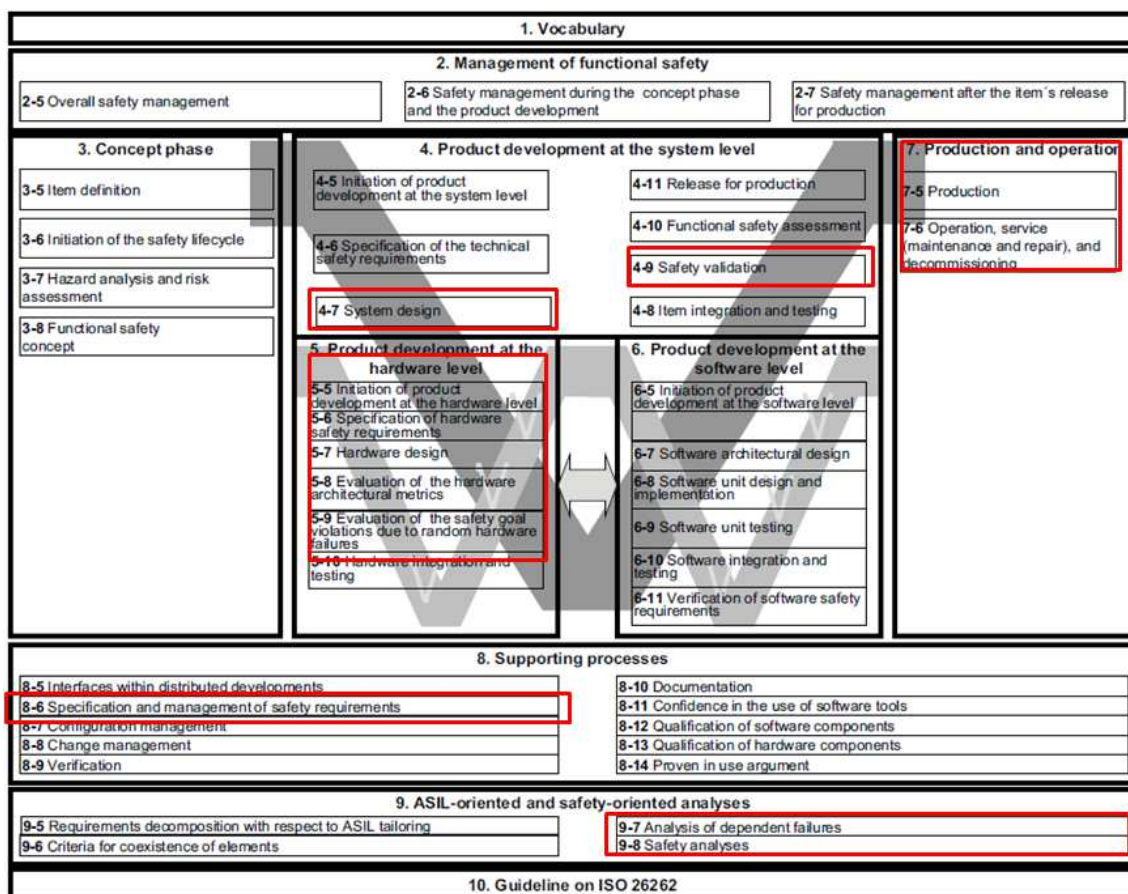 1. Vocabulary
2. Management of functional safety
2-5 Overall safety management
2-6 Safety management during the concept phase
and the product development
2-7 Safety management after the item´s release
for production
3. Concept phase
3-5 Item definition
3-6 Initiation of the safety lifecycle
3-7 Hazard analysis and risk
assessment
3-8 Functional safety
concept
4. Product development at the system level
4-5 Initiation of product
development at the system level
4-6 Specification of the technical
safety requirements
4-7 System design
4-11 Release for production
4-10 Functional safety assessment
4-9 Safety validation
4-8 Item integration and testing
7. Production and operation
7-5 Production
7-6 Operation, service
(maintenance and repair), and
decommissioning
5. Product development at the
hardware level
5-5 Initiation of product
development at the hardware level
5-6 Specification of hardware
safety requirements
5-7 Hardware design
5-8 Evaluation of the hardware
architectural metrics
5-9 Evaluation of the safety goal
violations due to random hardware
failures
5-10 Hardware integration and
testing
6. Product development at the
software level
6-5 Initiation of product
development at the software level
6-7 Software architectural design
6-8 Software unit design and
implementation
6-9 Software unit testing
6-10 Software integration and
testing
6-11 Verification of software safety
requirements
8. Supporting processes
8-5 Interfaces within distributed developments
8-6 Specification and management of safety requirements
8-7 Configuration management
8-8 Change management
8-9 Verification
8-10 Documentation
8-11 Confidence in the use of software tools
8-12 Qualification of software components
8-13 Qualification of hardware components
8-14 Proven in use argument
9. ASIL-oriented and safety-oriented analyses
9-5 Requirements decomposition with respect to ASIL tailoring
9-6 Criteria for coexistence of elements
9-7 Analysis of dependent failures
9-8 Safety analyses
10. Guideline on ISO 26262